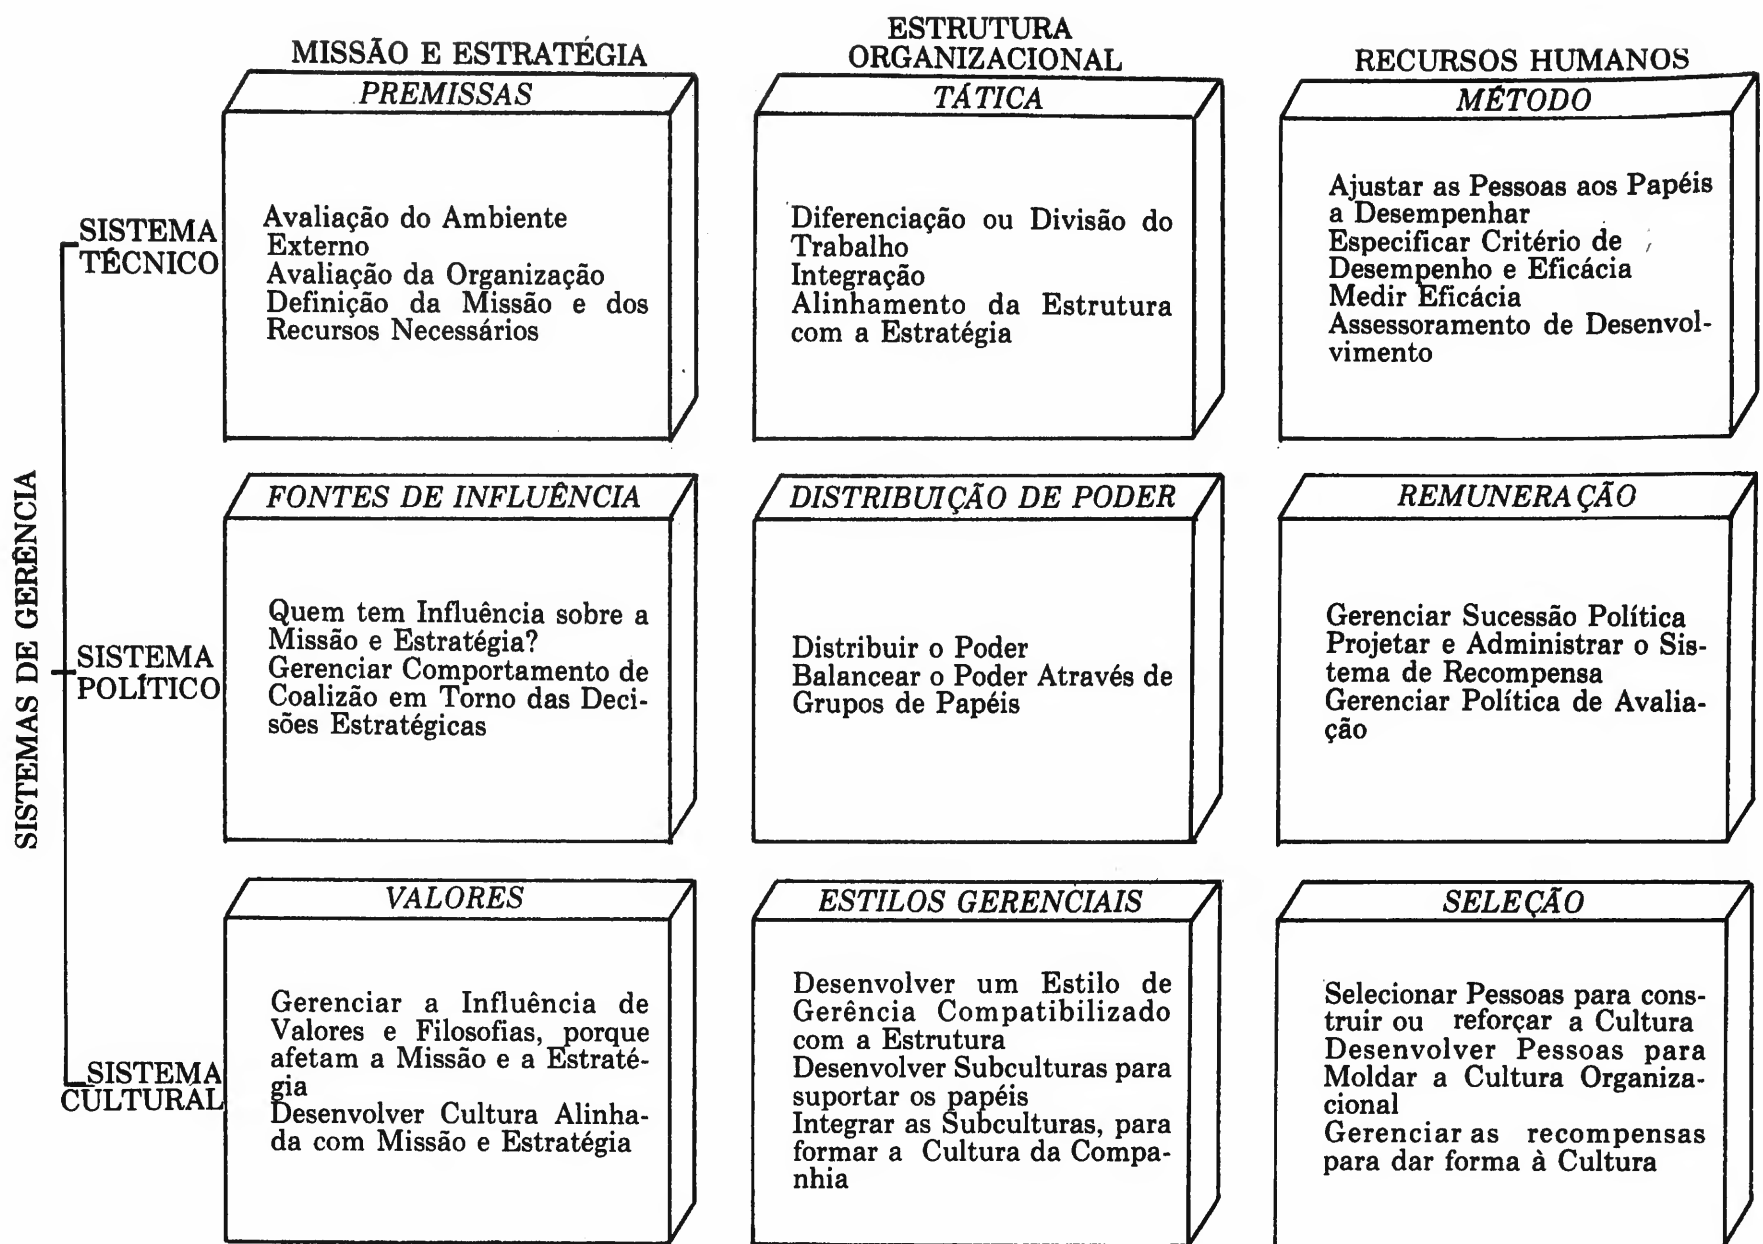 MISSÃO E ESTRATÉGIA
ESTRUTURA
ORGANIZACIONAL
RECURSOS HUMANOS
SISTEMAS DE GERÊNCIA
SISTEMA
TÉCNICO
PREMISSAS
Avaliação do Ambiente
Externo
Avaliação da Organização
Definição da Missão e dos
Recursos Necessários
TÁTICA
Diferenciação ou Divisão do
Trabalho
Integração
Alinhamento da Estrutura
com a Estratégia
MÉTODO
Ajustar as Pessoas aos Papéis
a Desempenhar
Especificar Critério de
Desempenho e Eficácia
Medir Eficácia
Assessoramento de Desenvol-
vimento
SISTEMA
POLÍTICO
FONTES DE INFLUÊNCIA
Quem tem Influência sobre a
Missão e Estratégia?
Gerenciar Comportamento de
Coalizão em Torno das Deci-
sões Estratégicas
DISTRIBUIÇÃO DE PODER
Distribuir o Poder
Balancear o Poder Através de
Grupos de Papéis
REMUNERAÇÃO
Gerenciar Sucessão Política
Projetar e Administrar o Sis-
tema de Recompensa
Gerenciar Política de Avalia-
ção
SISTEMA
CULTURAL
VALORES
Gerenciar a Influência de
Valores e Filosofias, porque
afetam a Missão e a Estraté-
gia
Desenvolver Cultura Alinha-
da com Missão e Estratégia
ESTILOS GERENCIAIS
Desenvolver um Estilo de
Gerência Compatibilizado
com a Estrutura
Desenvolver Subculturas para
suportar os papéis
Integrar as Subculturas, para
formar a Cultura da Compa-
nhia
SELEÇÃO
Selecionar Pessoas para cons-
truir ou reforçar a Cultura
Desenvolver Pessoas para
Moldar a Cultura Organiza-
cional
Gerenciar as recompensas
para dar forma à Cultura